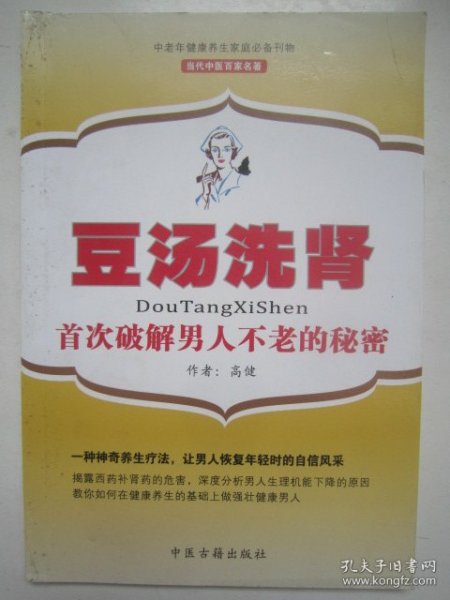 中老年健康养生家庭必备刊物
当代中医百家名著
豆汤洗肾
DouTangXiShen
首次破解男人不老的秘密
作者：高健
一种神奇养生疗法，让男人恢复年轻时的自信风采
揭露西药补肾药的危害，深度分析男人生理机能下降的原因
教你如何在健康养生的基础上做强壮健康男人
中医古籍出版社
孔夫子旧书网
www.kongfz.com